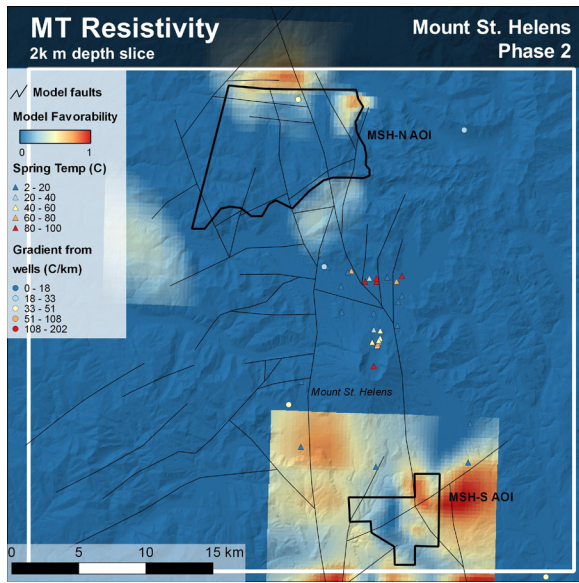 MT Resistivity
2k m depth slice
Mount St. Helens
Phase 2
Model faults
Model Favorability
0 1
Spring Temp (C)
2 - 20
20 - 40
40 - 60
60 - 80
80 - 100
Gradient from
wells (C/km)
0 - 18
18 - 33
33 - 51
51 - 108
108 - 202
MSH-N AOI
Mount St. Helens
MSH-S AOI
0 5 10 15 km